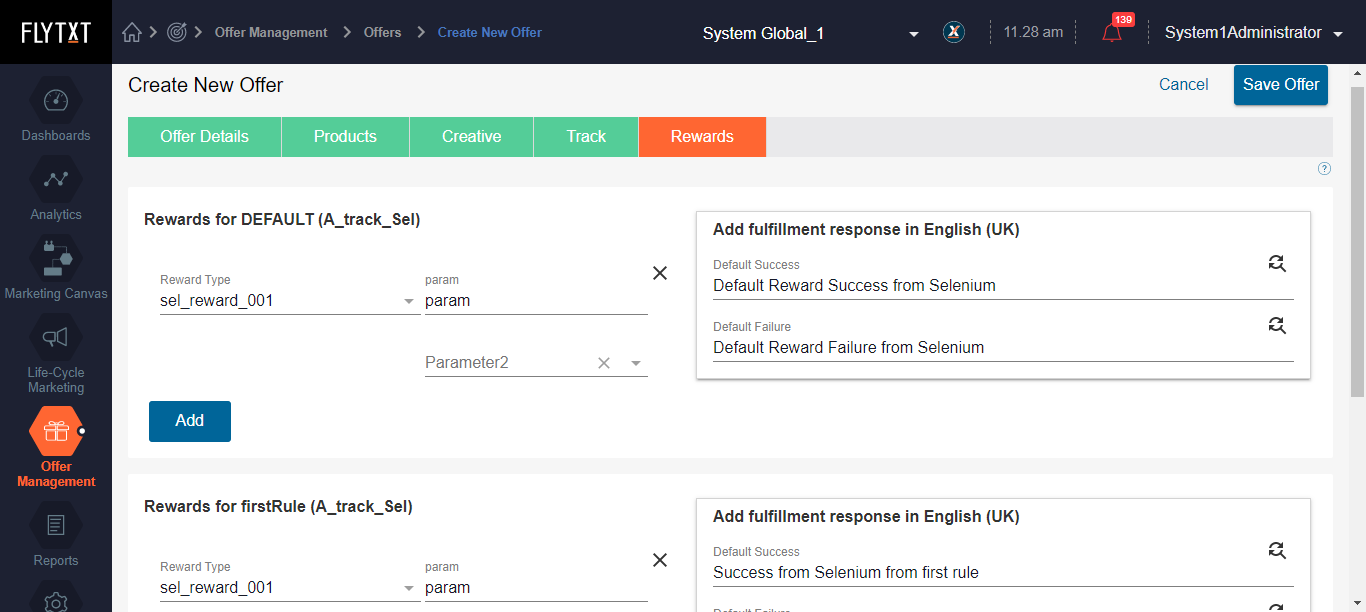 FLYTXT
Offer Management
Offers
Create New Offer
System Global_1
X
11.28 am
139
System1Administrator
Dashboards
Analytics
Marketing Canvas
Life-Cycle
Marketing
Offer
Management
Reports
Create New Offer
Cancel
Save Offer
Offer Details
Products
Creative
Track
Rewards
?
Rewards for DEFAULT (A_track_Sel)
Reward Type
sel_reward_001
param
param
Parameter2
Add
Add fulfillment response in English (UK)
Default Success
Default Reward Success from Selenium
Default Failure
Default Reward Failure from Selenium
Rewards for firstRule (A_track_Sel)
Reward Type
sel_reward_001
param
param
Add fulfillment response in English (UK)
Default Success
Success from Selenium from first rule
Default Failure